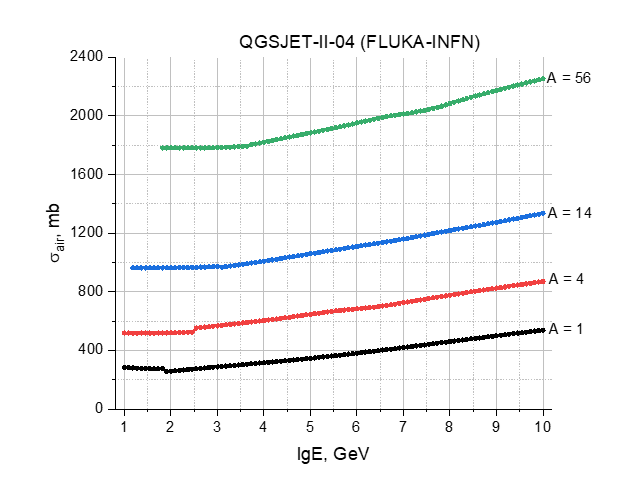 QGSJET-II-04 (FLUKA-INFN)
2400
2000
1600
1200
800
400
0
σair, mb
A = 56
A = 14
A = 4
A = 1
1 2 3 4 5 6 7 8 9 10
lgE, GeV